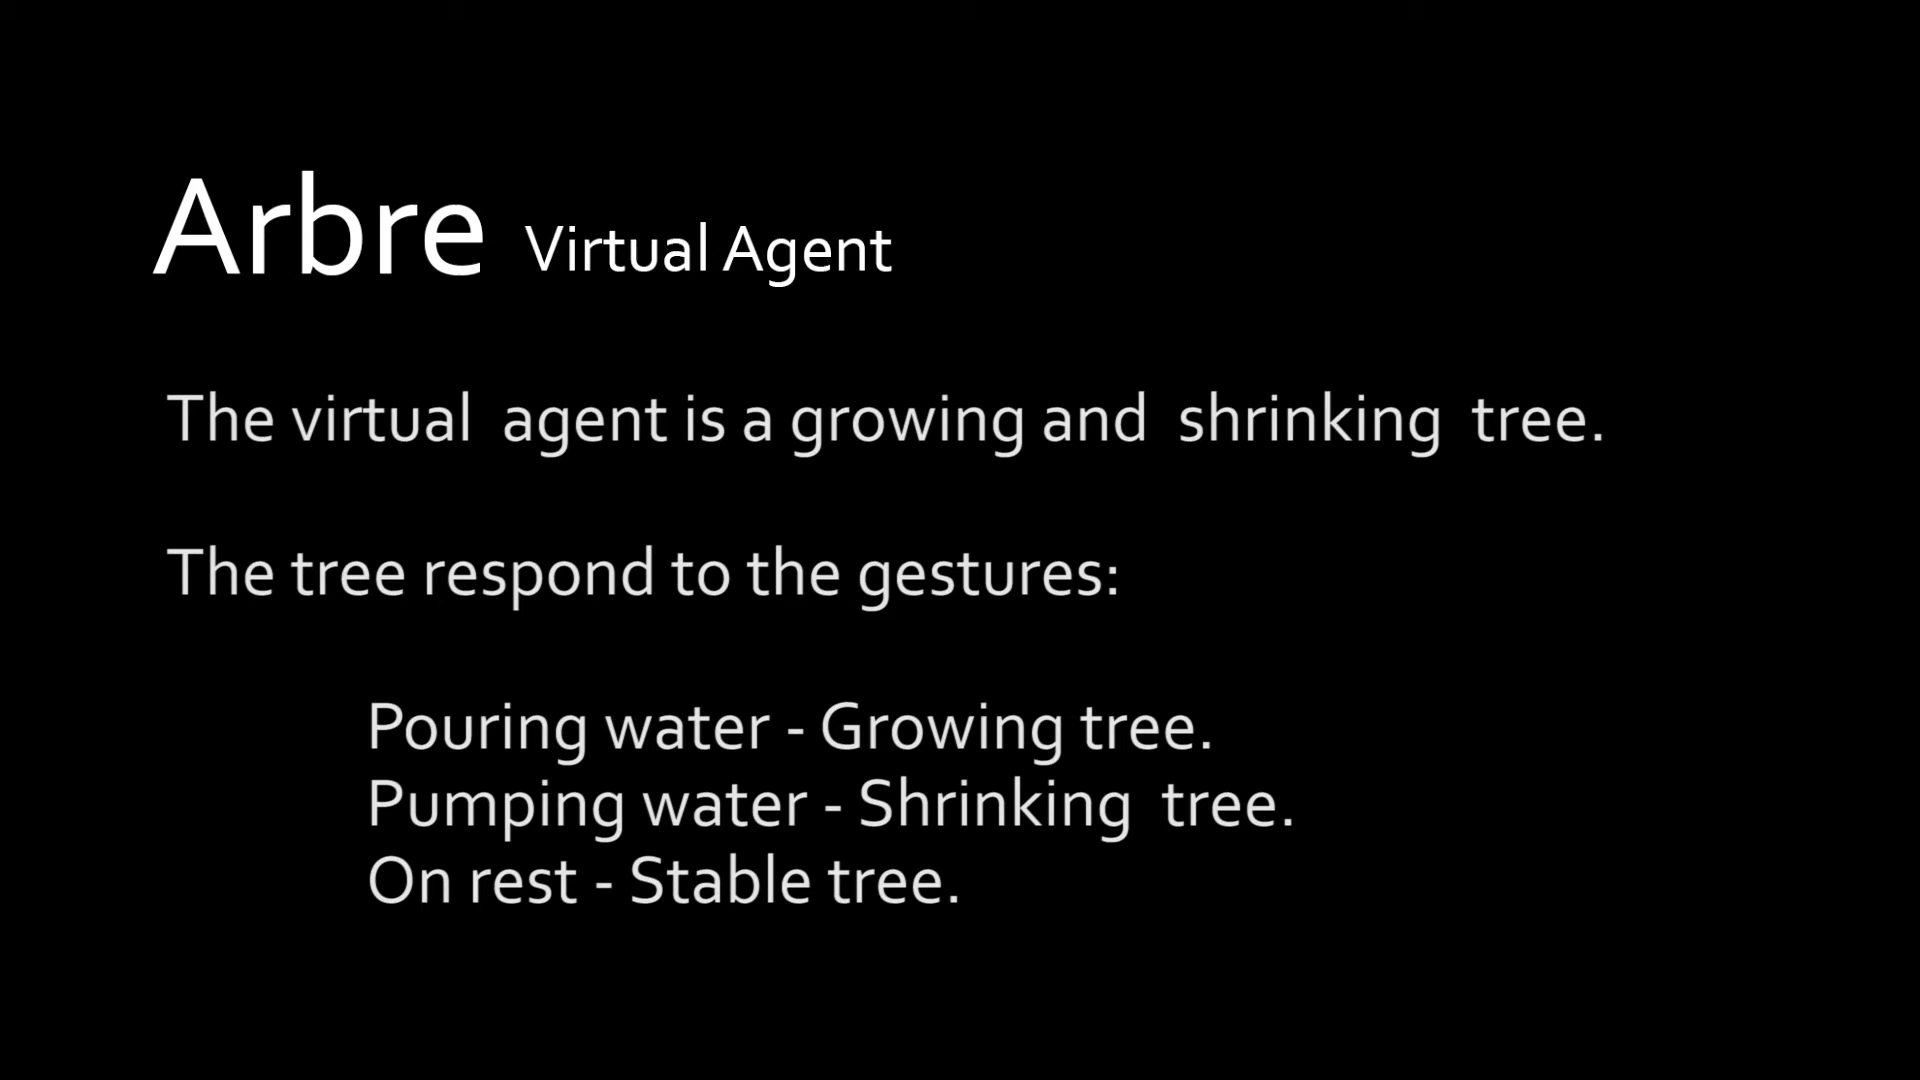 Arbre Virtual Agent
The virtual agent is a growing and shrinking tree.
The tree respond to the gestures:
Pouring water - Growing tree.
Pumping water - Shrinking tree.
On rest - Stable tree.